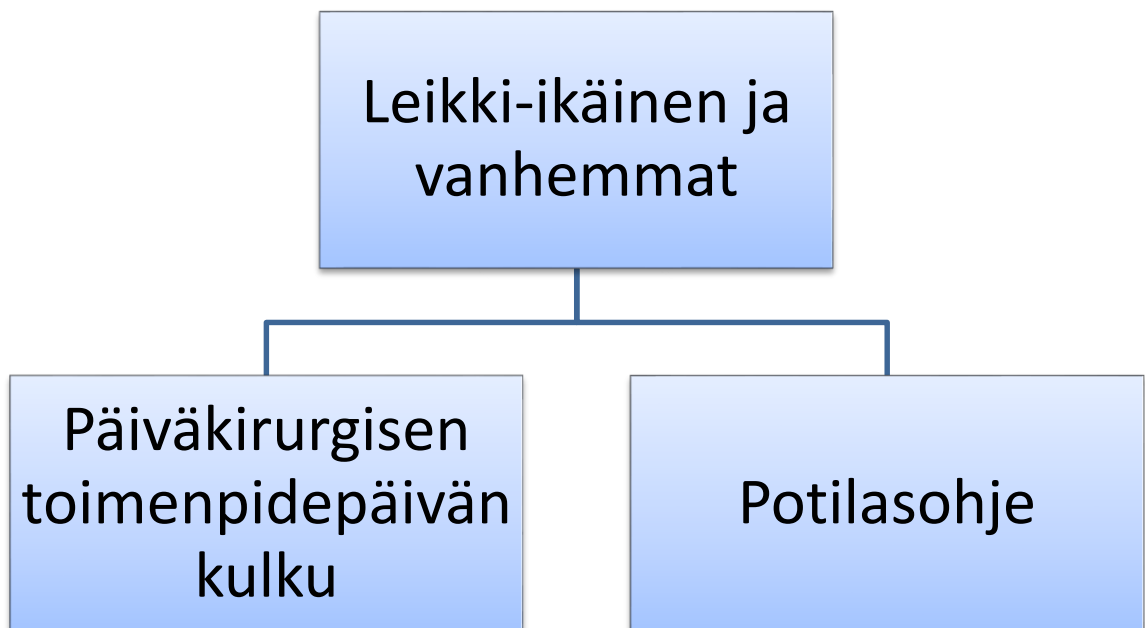 Leikki-ikäinen ja
vanhemmat
Päiväkirurgisen
toimenpidepäivän
kulku
Potilasohje